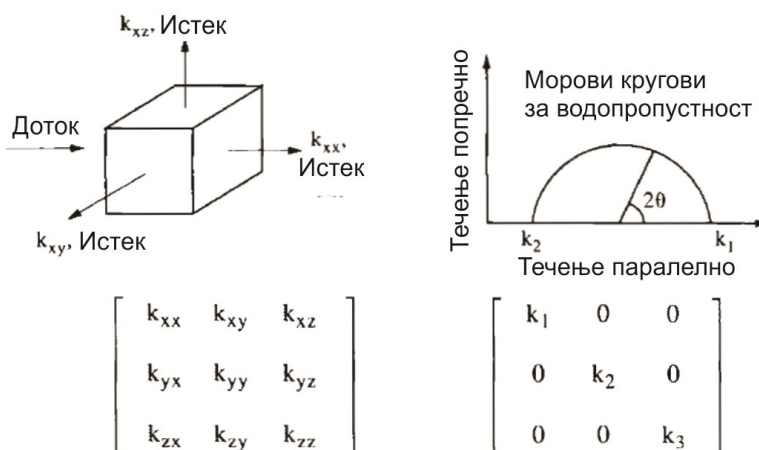 k_xz, Истек
Доток
k_xx,
Истек
k_xy, Истек
Морови кругови
за водопропустност
Течење попречно
2θ
k_2
k_1
Течење паралелно
k_xx k_xy k_xz
k_yx k_yy k_yz
k_zx k_zy k_zz
k_1 0 0
0 k_2 0
0 0 k_3